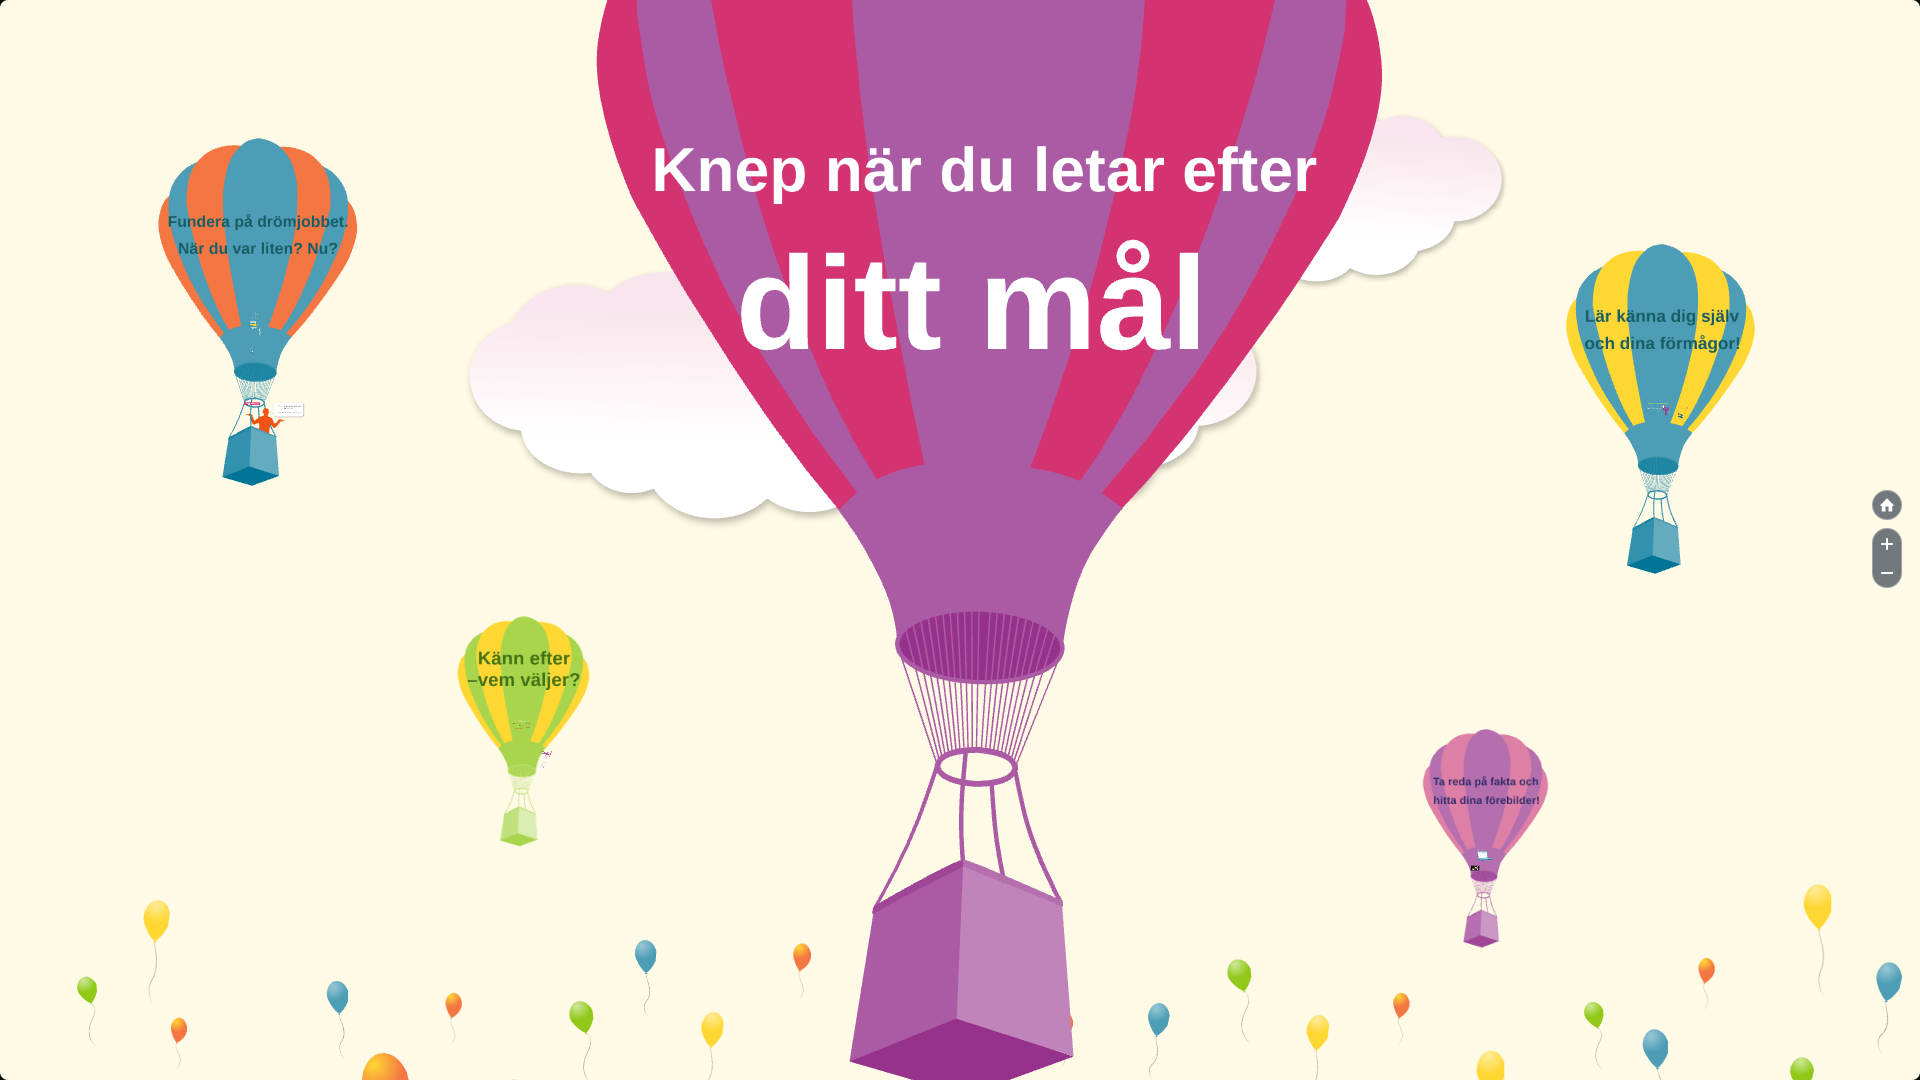 Knep när du letar efter
ditt mål
Fundera på drömjobbet.
När du var liten? Nu?
Lär känna dig själv
och dina förmågor!
Känn efter
–vem väljer?
Ta reda på fakta och
hitta dina förebilder!